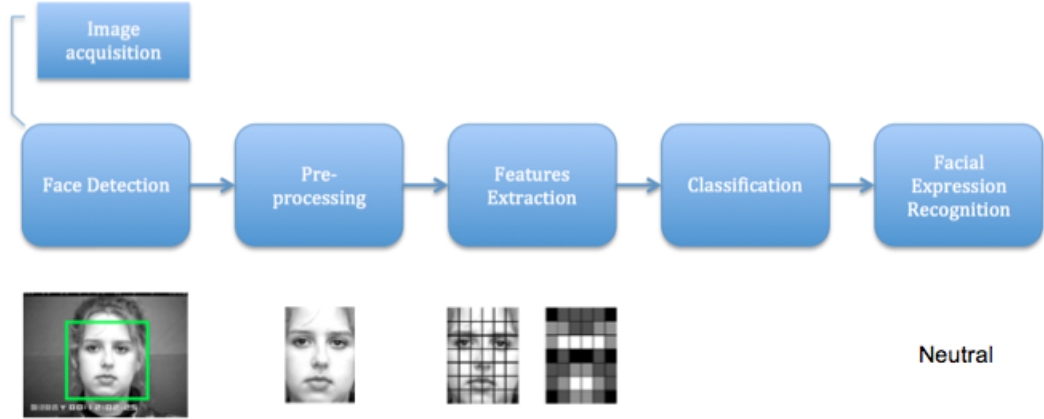 Image
acquisition
Face Detection
Pre-
processing
Features
Extraction
Classification
Facial
Expression
Recognition
Neutral